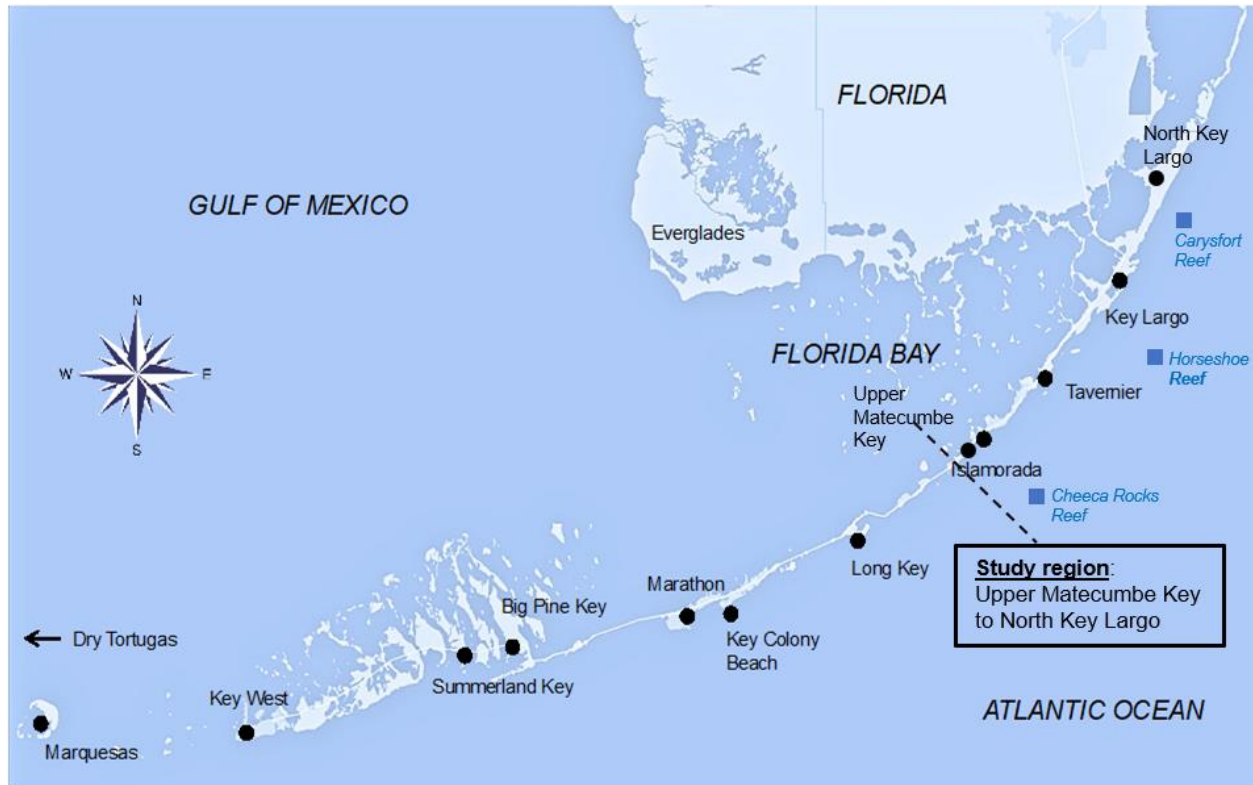 FLORIDA
North Key
Largo
GULF OF MEXICO
Carysfort
Reef
Everglades
Key Largo
N
W
E
S
FLORIDA BAY
Horseshoe
Reef
Tavernier
Upper
Matecumbe
Key
Islamorada
Cheeca Rocks
Reef
Long Key
Study region:
Upper Matecumbe Key
to North Key Largo
Marathon
Big Pine Key
Key Colony
Beach
Dry Tortugas
Summerland Key
Key West
ATLANTIC OCEAN
Marquesas